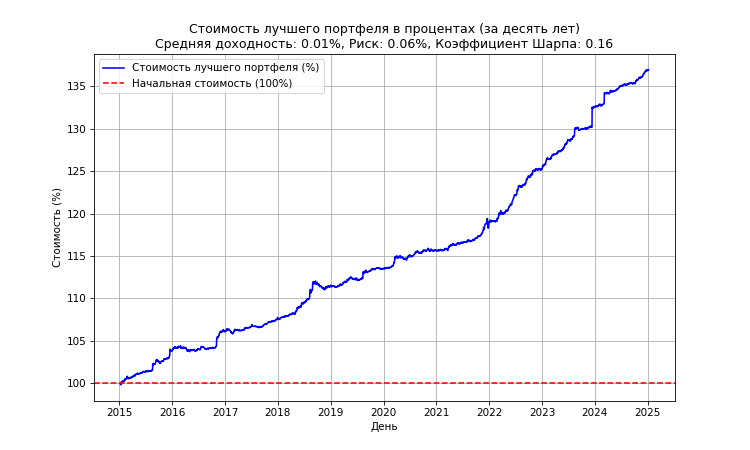 Стоимость лучшего портфеля в процентах (за десять лет)
Средняя доходность: 0.01%, Риск: 0.06%, Коэффициент Шарпа: 0.16
Стоимость лучшего портфеля (%)
Начальная стоимость (100%)
Стоимость (%)
135
130
125
120
115
110
105
100
2015 2016 2017 2018 2019 2020 2021 2022 2023 2024 2025
День